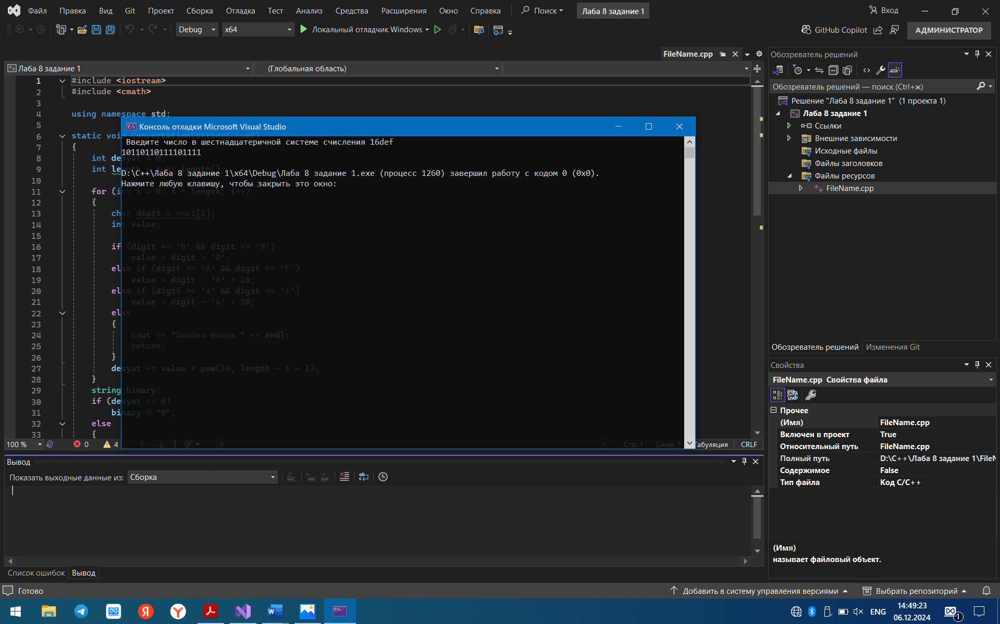 Файл Правка Вид Git Проект Сборка Отладка Тест Анализ Средства Расширения Окно Справка Поиск Лаба 8 задание 1 Вход
Debug x64 Локальный отладчик Windows GitHub Copilot АДМИНИСТРАТОР
FileName.cpp
Лаба 8 задание 1 (Глобальная область)
1 #include <iostream>
2 #include <cmath>
3
4 using namespace std;
5
6 static void Convertation(string& num1)
7 {
8 int desyat = 0;
9 int length = num1.length();
10
11 for (int i = 0; i < length; i++)
12 {
13 char digit = num1[i];
14 int value;
15
16 if (digit >= '0' && digit <= '9')
17 value = digit - '0';
18 else if (digit >= 'A' && digit <= 'F')
19 value = digit - 'A' + 10;
20 else if (digit >= 'a' && digit <= 'f')
21 value = digit - 'a' + 10;
22 else
23 {
24 cout << "Ошибка ввода " << endl;
25 return;
26 }
27 desyat += value * pow(16, length - i - 1);
28 }
29 string binary;
30 if (desyat == 0)
31 binary = "0";
32 else
33 {
Консоль отладки Microsoft Visual Studio
Введите число в шестнадцатеричной системе счисления 16def
10110110111101111
D:\C++\Лаба 8 задание 1\x64\Debug\Лаба 8 задание 1.exe (процесс 1260) завершил работу с кодом 0 (0x0).
Нажмите любую клавишу, чтобы закрыть это окно:
100 % 0 4 Стр: 1 Симв: 1 Табуляция CRLF
Вывод
Показать выходные данные из: Сборка
Список ошибок Вывод
Обозреватель решений
Обозреватель решений — поиск (Ctrl+ж)
Решение "Лаба 8 задание 1" (1 проекта 1)
Лаба 8 задание 1
Ссылки
Внешние зависимости
Исходные файлы
Файлы заголовков
Файлы ресурсов
FileName.cpp
Обозреватель решений Изменения Git
Свойства
FileName.cpp Свойства файла
Прочее
(Имя) FileName.cpp
Включен в проект True
Относительный путь FileName.cpp
Полный путь D:\C++\Лаба 8 задание 1\FileN
Содержимое False
Тип файла Код C/C++
(Имя)
называет файловый объект.
Готово Добавить в систему управления версиями Выбрать репозиторий
ENG 14:49:23
06.12.2024
1